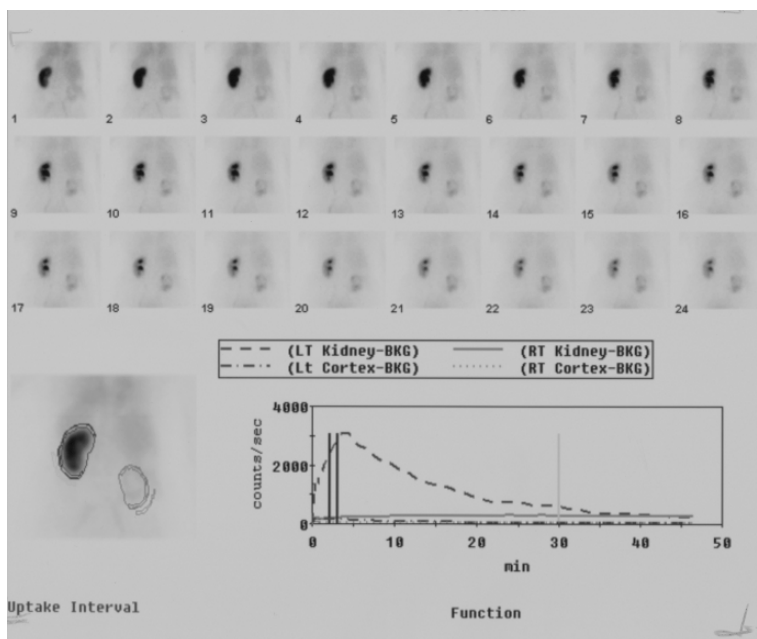 1 2 3 4 5 6 7 8
9 10 11 12 13 14 15 16
17 18 19 20 21 22 23 24
(LT Kidney-BKG) (RT Kidney-BKG)
(Lt Cortex-BKG) (RT Cortex-BKG)
4000
2000
0
counts/sec
0 10 20 30 40 50
min
Uptake Interval
Function